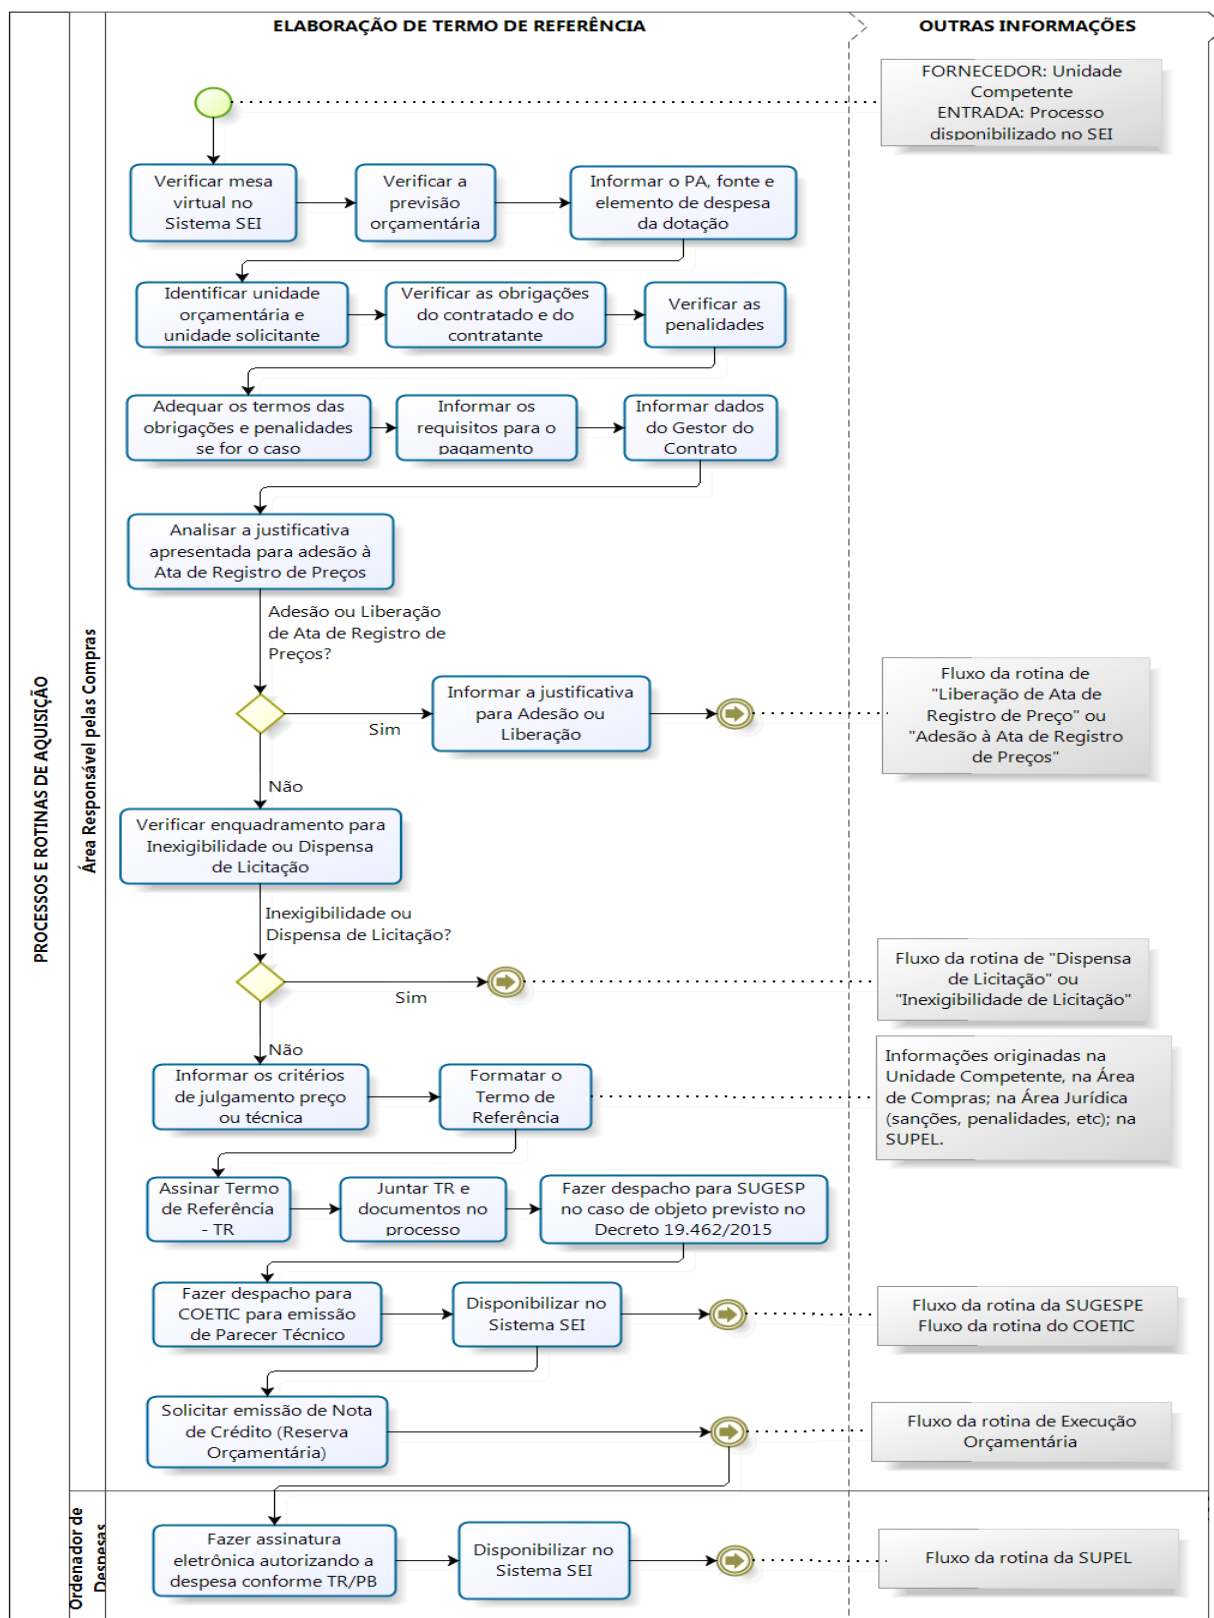 ELABORAÇÃO DE TERMO DE REFERÊNCIA
OUTRAS INFORMAÇÕES
PROCESSOS E ROTINAS DE AQUISIÇÃO
Área Responsável pelas Compras
FORNECEDOR: Unidade
Competente
ENTRADA: Processo
disponibilizado no SEI
Verificar mesa
virtual no
Sistema SEI
Verificar a
previsão
orçamentária
Informar o PA, fonte e
elemento de despesa
da dotação
Identificar unidade
orçamentária e
unidade solicitante
Verificar as obrigações
do contratado e do
contratante
Verificar as
penalidades
Adequar os termos das
obrigações e penalidades
se for o caso
Informar os
requisitos para o
pagamento
Informar dados
do Gestor do
Contrato
Analisar a justificativa
apresentada para adesão à
Ata de Registro de Preços
Adesão ou Liberação
de Ata de Registro de
Preços?
Sim
Informar a justificativa
para Adesão ou
Liberação
Fluxo da rotina de
"Liberação de Ata de
Registro de Preço" ou
"Adesão à Ata de Registro
de Preços"
Não
Verificar enquadramento para
Inexigibilidade ou Dispensa
de Licitação
Inexigibilidade ou
Dispensa de Licitação?
Sim
Fluxo da rotina de "Dispensa
de Licitação" ou
"Inexigibilidade de Licitação"
Não
Informar os critérios
de julgamento preço
ou técnica
Formatar o
Termo de
Referência
Informações originadas na
Unidade Competente, na Área
de Compras; na Área Jurídica
(sanções, penalidades, etc); na
SUPEL.
Assinar Termo
de Referência
- TR
Juntar TR e
documentos no
processo
Fazer despacho para SUGESP
no caso de objeto previsto no
Decreto 19.462/2015
Fazer despacho para
COETIC para emissão
de Parecer Técnico
Disponibilizar no
Sistema SEI
Fluxo da rotina da SUGESPE
Fluxo da rotina do COETIC
Solicitar emissão de Nota
de Crédito (Reserva
Orçamentária)
Fluxo da rotina de Execução
Orçamentária
Ordenador de
Despesas
Fazer assinatura
eletrônica autorizando a
despesa conforme TR/PB
Disponibilizar no
Sistema SEI
Fluxo da rotina da SUPEL